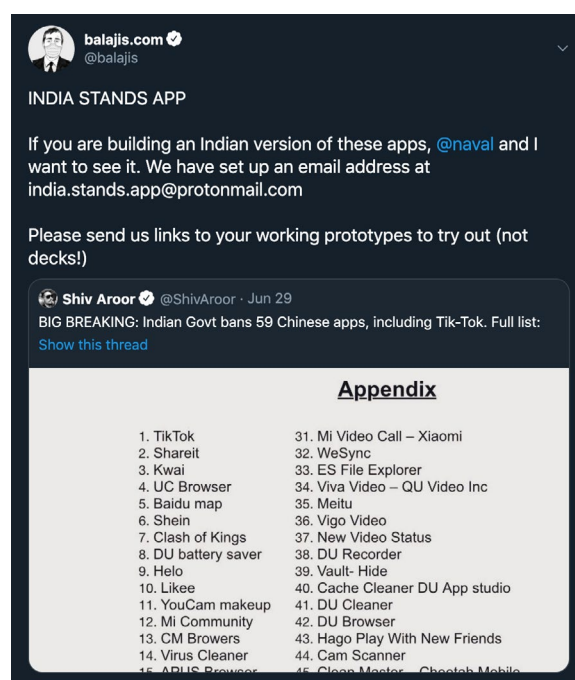 balajis.com
@balajis
INDIA STANDS APP
If you are building an Indian version of these apps, @naval and I
want to see it. We have set up an email address at
india.stands.app@protonmail.com
Please send us links to your working prototypes to try out (not
decks!)
Shiv Aroor @ShivAroor · Jun 29
BIG BREAKING: Indian Govt bans 59 Chinese apps, including Tik-Tok. Full list:
Show this thread
Appendix
1. TikTok
2. Shareit
3. Kwai
4. UC Browser
5. Baidu map
6. Shein
7. Clash of Kings
8. DU battery saver
9. Helo
10. Likee
11. YouCam makeup
12. Mi Community
13. CM Browers
14. Virus Cleaner
15. APUS Browser
31. Mi Video Call – Xiaomi
32. WeSync
33. ES File Explorer
34. Viva Video – QU Video Inc
35. Meitu
36. Vigo Video
37. New Video Status
38. DU Recorder
39. Vault- Hide
40. Cache Cleaner DU App studio
41. DU Cleaner
42. DU Browser
43. Hago Play With New Friends
44. Cam Scanner
45. Clean Master – Cheetah Mobile